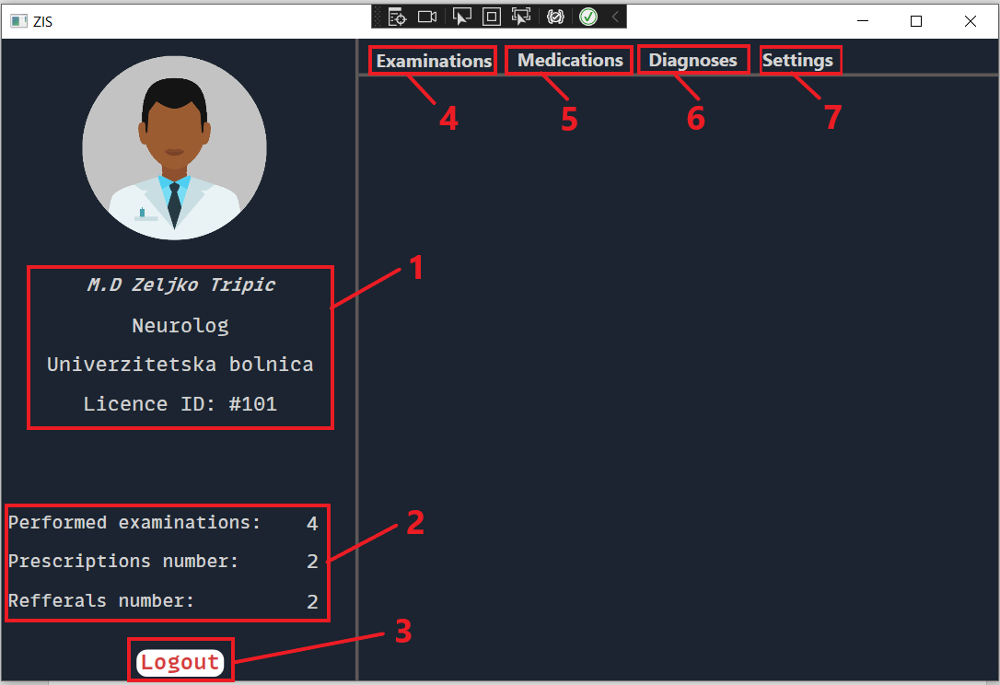 ZIS
Examinations Medications Diagnoses Settings
4 5 6 7
1
M.D Zeljko Tripic
Neurolog
Univerzitetska bolnica
Licence ID: #101
2
Performed examinations: 4
Prescriptions number: 2
Refferals number: 2
3
Logout